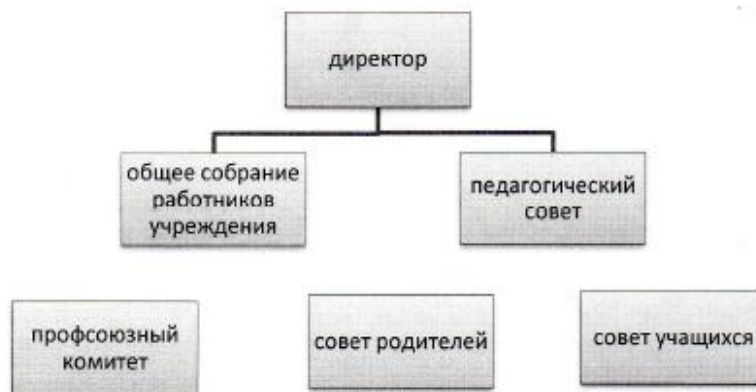 директор
общее собрание
работников
учреждения
педагогический
совет
профсоюзный
комитет
совет родителей
совет учащихся